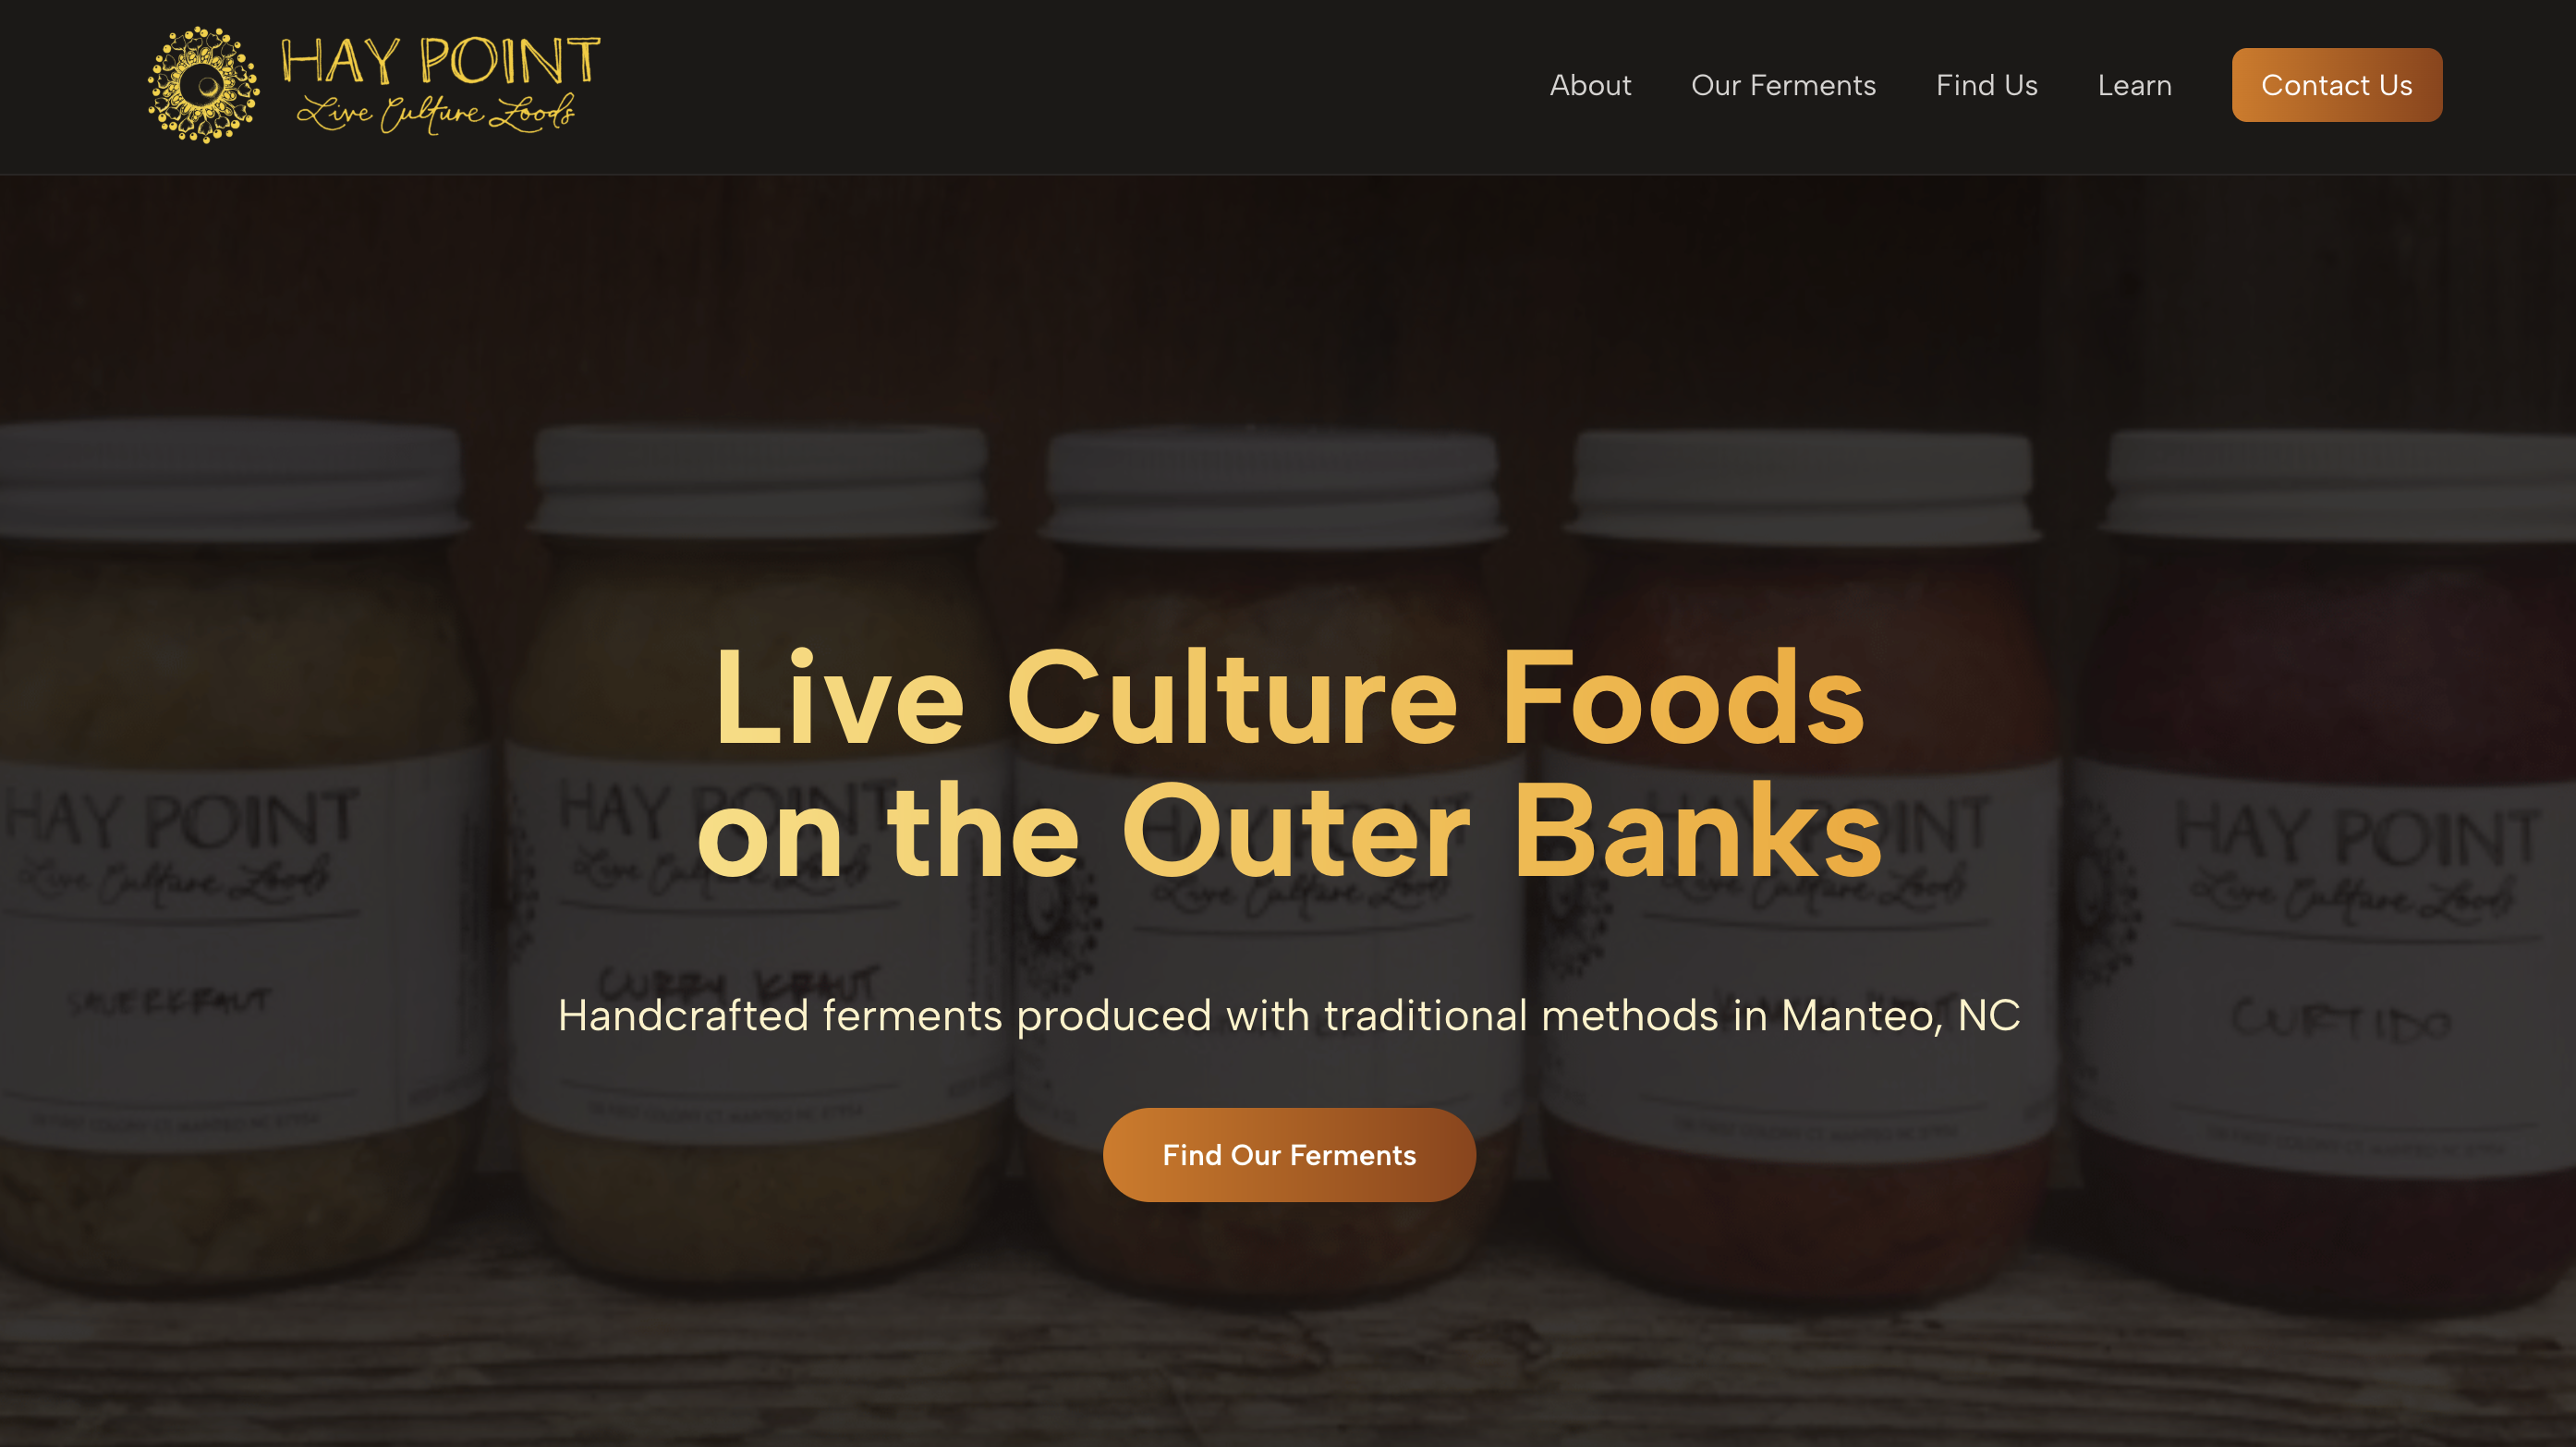 HAY POINT
Live Culture Foods
About
Our Ferments
Find Us
Learn
Contact Us
Live Culture Foods
on the Outer Banks
HAY POINT
Live Culture Foods
SAUERKRAUT
HAY POINT
Live Culture Foods
CURRY KRAUT
Live Culture Foods
POINT
Live Culture Foods
HAY POINT
Live Culture Foods
CURTIDO
Handcrafted ferments produced with traditional methods in Manteo, NC
Find Our Ferments